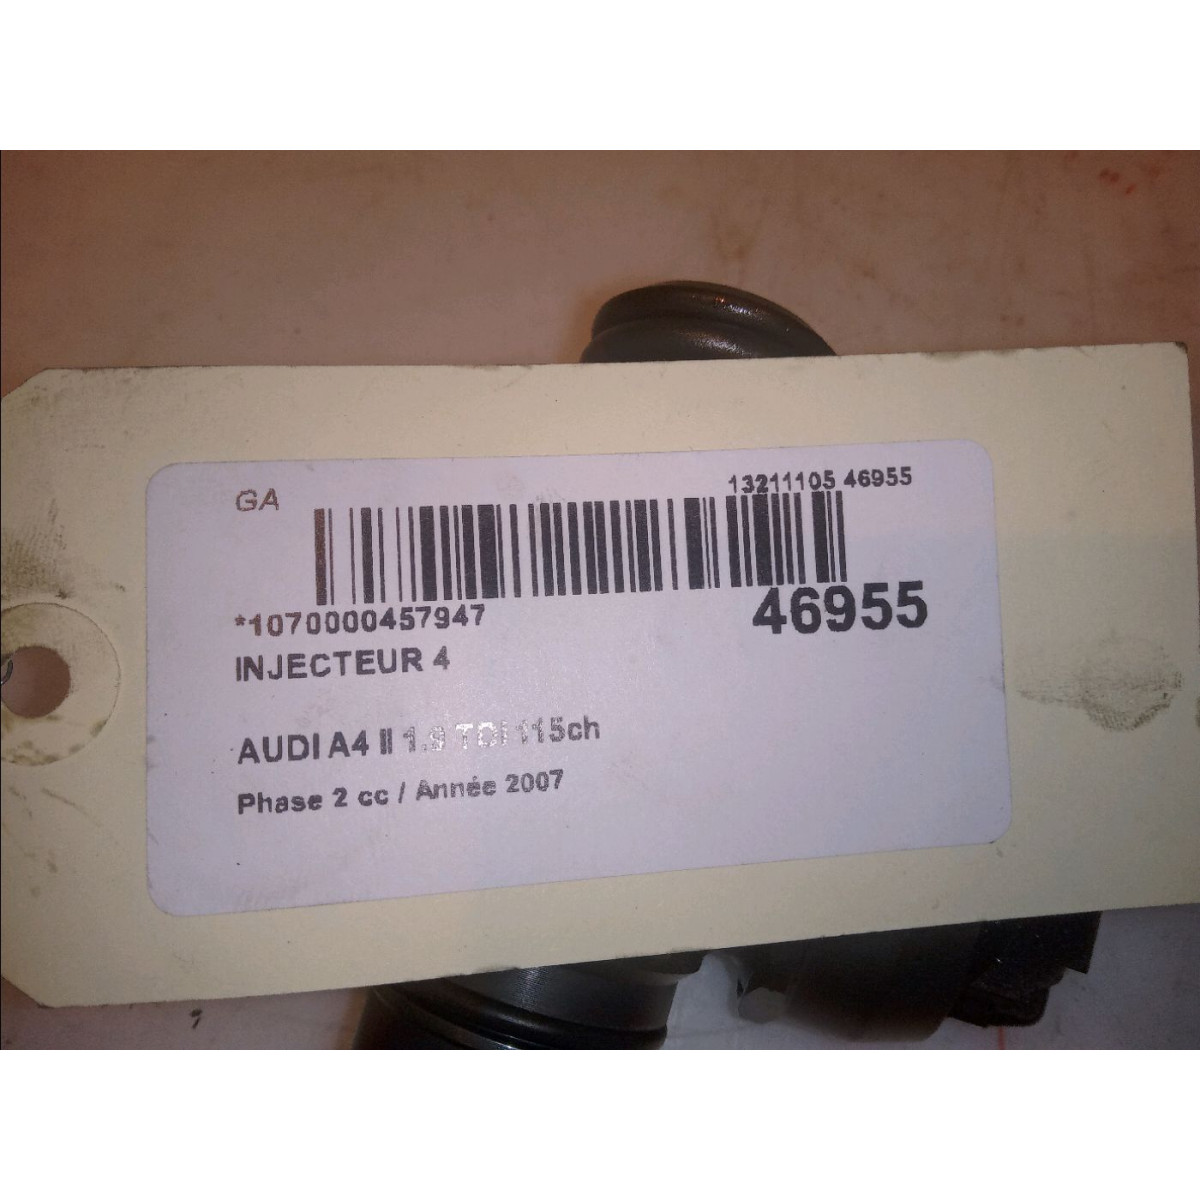 GA
13211105 46955
*1070000457947
46955
INJECTEUR 4
AUDI A4 II 1.9 TDI 115ch
Phase 2 cc / Année 2007